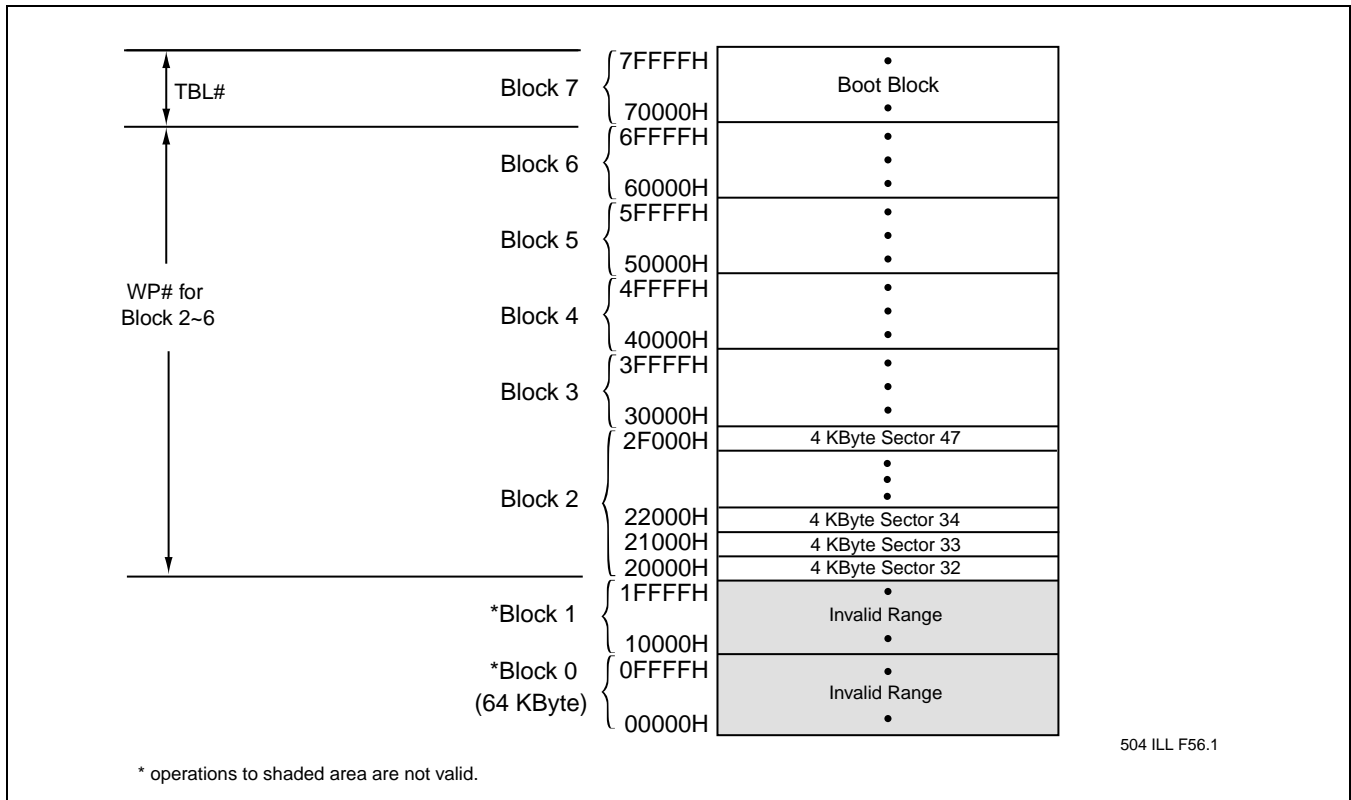 TBL#
Block 7
7FFFFH
70000H
Boot Block
Block 6
6FFFFH
60000H
Block 5
5FFFFH
50000H
WP# for
Block 2~6
Block 4
4FFFFH
40000H
Block 3
3FFFFH
30000H
Block 2
2F000H
4 KByte Sector 47
22000H
4 KByte Sector 34
21000H
4 KByte Sector 33
20000H
4 KByte Sector 32
*Block 1
1FFFFH
10000H
Invalid Range
*Block 0
(64 KByte)
0FFFFH
00000H
Invalid Range
504 ILL F56.1
* operations to shaded area are not valid.